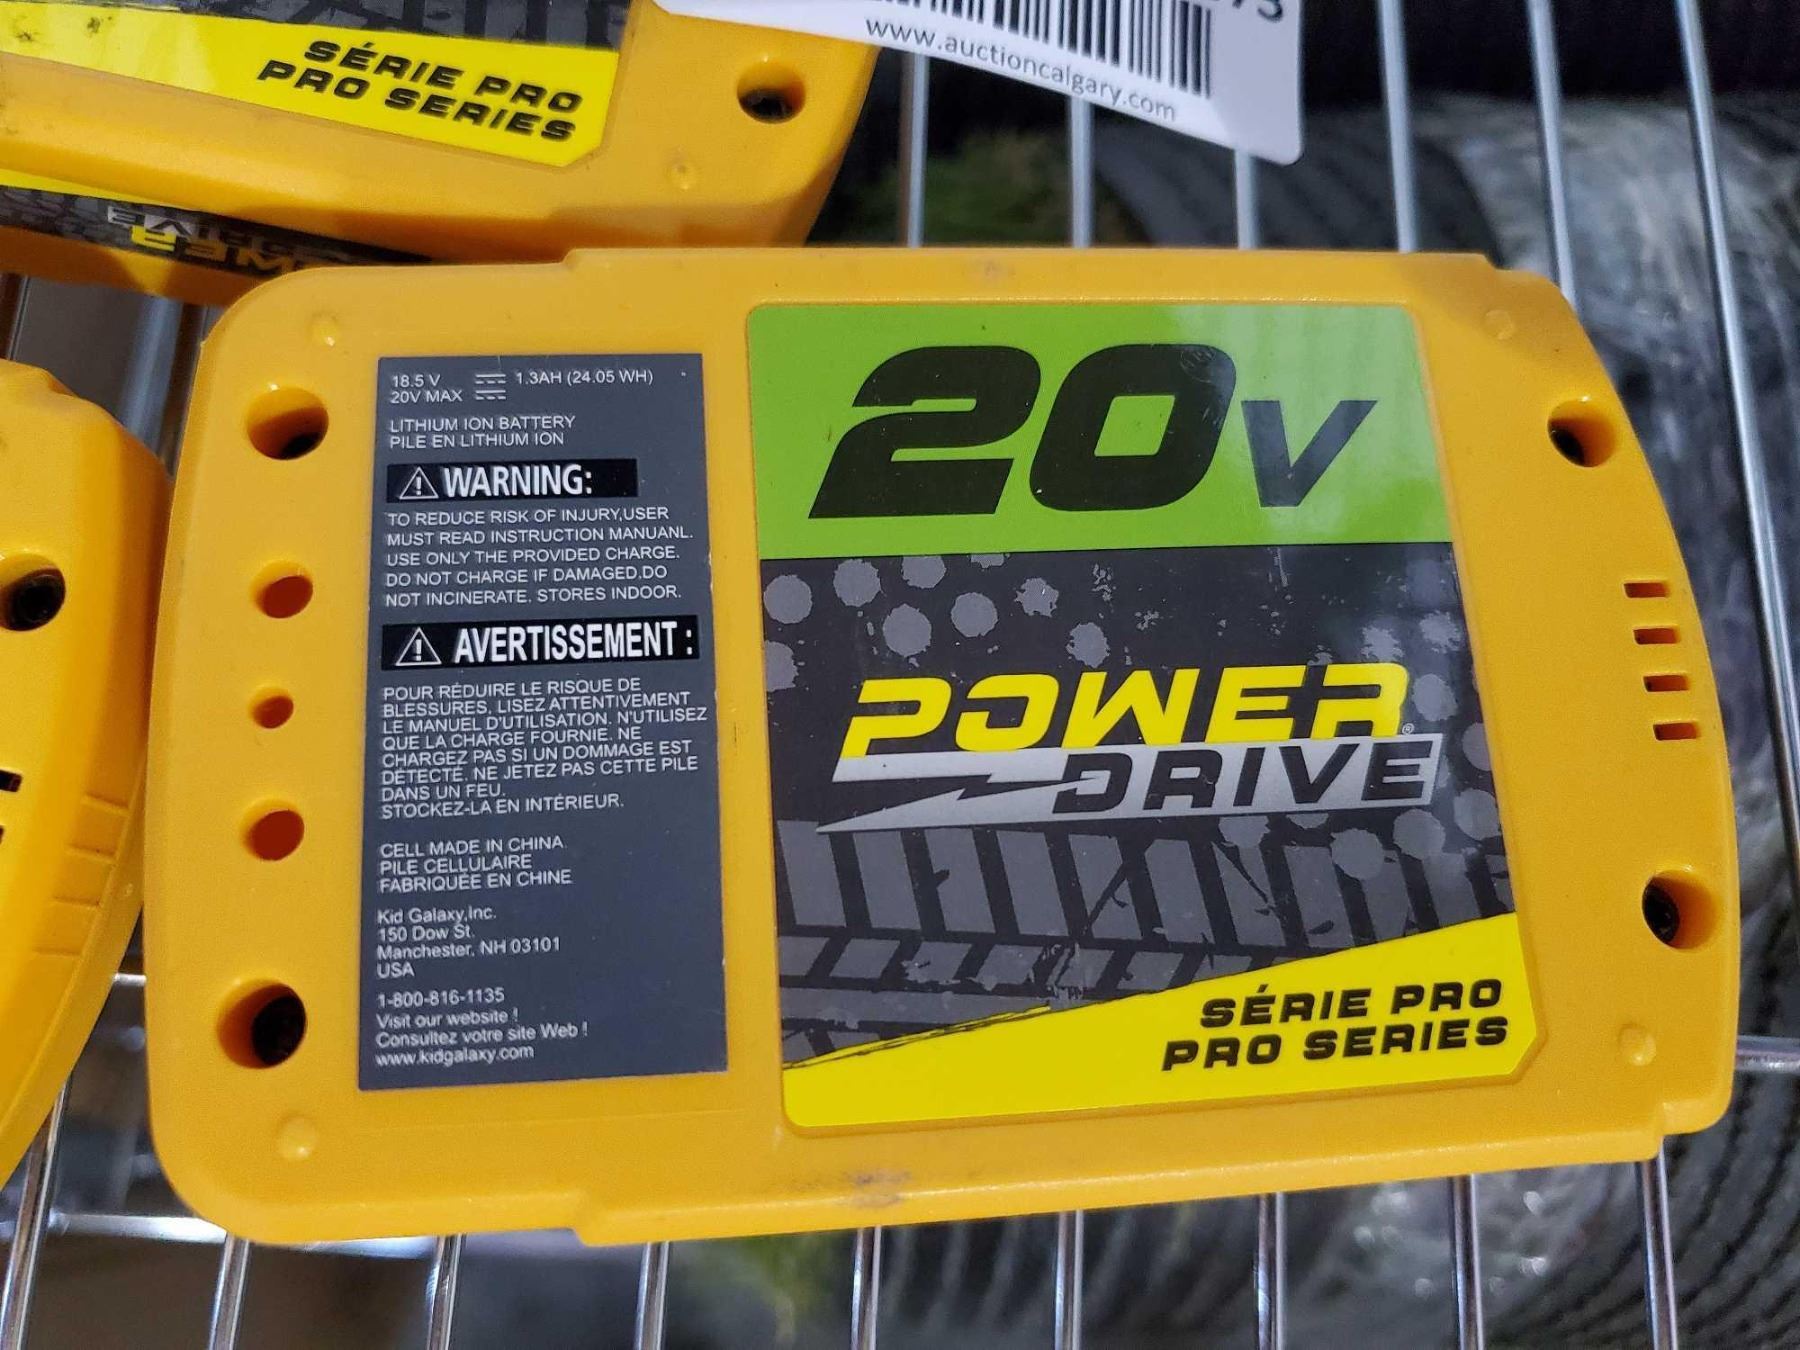 www.auctioncalgary.com
SÉRIE PRO
PRO SERIES
POWER
DRIVE
18.5 V ⎓ 1.3AH (24.05 WH)
20V MAX ⎓
LITHIUM ION BATTERY
PILE EN LITHIUM ION
⚠ WARNING:
TO REDUCE RISK OF INJURY,USER
MUST READ INSTRUCTION MANUANL.
USE ONLY THE PROVIDED CHARGE.
DO NOT CHARGE IF DAMAGED.DO
NOT INCINERATE. STORES INDOOR.
⚠ AVERTISSEMENT :
POUR RÉDUIRE LE RISQUE DE
BLESSURES, LISEZ ATTENTIVEMENT
LE MANUEL D'UTILISATION. N'UTILISEZ
QUE LA CHARGE FOURNIE. NE
CHARGEZ PAS SI UN DOMMAGE EST
DÉTECTÉ. NE JETEZ PAS CETTE PILE
DANS UN FEU.
STOCKEZ-LA EN INTÉRIEUR.
CELL MADE IN CHINA
PILE CELLULAIRE
FABRIQUÉE EN CHINE
Kid Galaxy,Inc.
150 Dow St.
Manchester, NH 03101
USA
1-800-816-1135
Visit our website !
Consultez votre site Web !
www.kidgalaxy.com
20V
POWER®
DRIVE
SÉRIE PRO
PRO SERIES